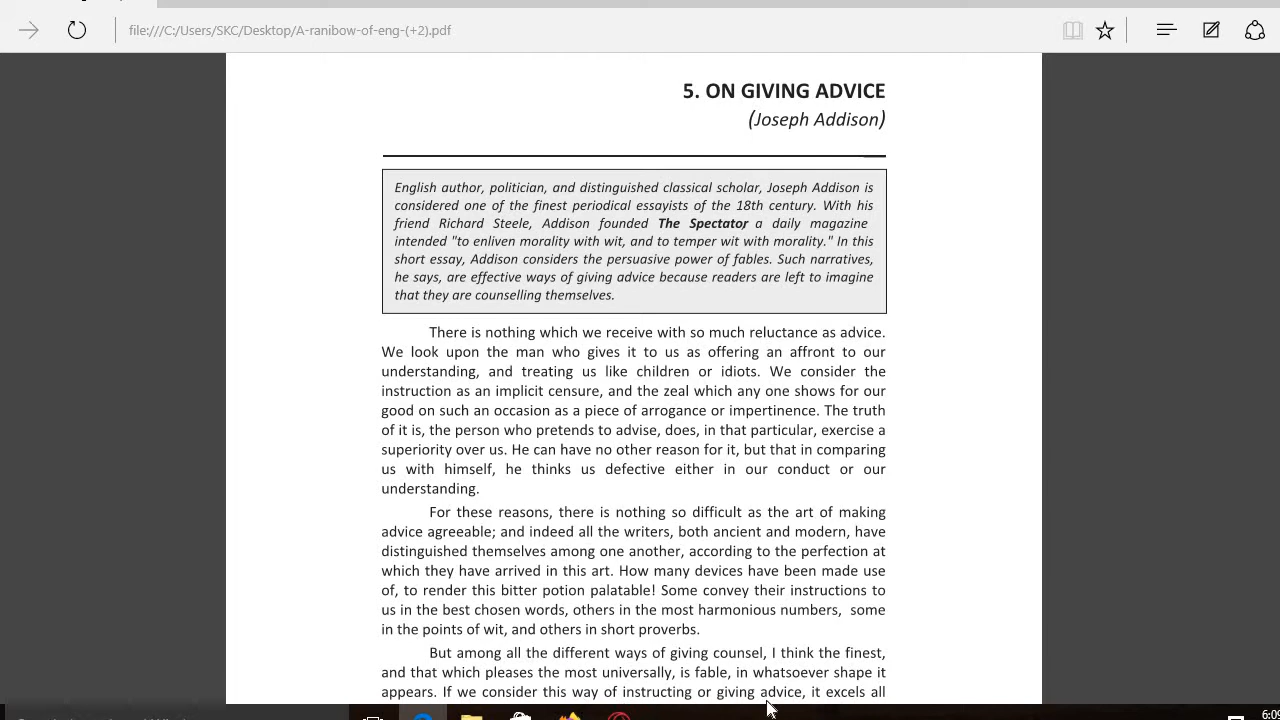 file:///C:/Users/SKC/Desktop/A-ranibow-of-eng-(+2).pdf
5. ON GIVING ADVICE
(Joseph Addison)
English author, politician, and distinguished classical scholar, Joseph Addison is
considered one of the finest periodical essayists of the 18th century. With his
friend Richard Steele, Addison founded The Spectator, a daily magazine
intended "to enliven morality with wit, and to temper wit with morality." In this
short essay, Addison considers the persuasive power of fables. Such narratives,
he says, are effective ways of giving advice because readers are left to imagine
that they are counselling themselves.
There is nothing which we receive with so much reluctance as advice.
We look upon the man who gives it to us as offering an affront to our
understanding, and treating us like children or idiots. We consider the
instruction as an implicit censure, and the zeal which any one shows for our
good on such an occasion as a piece of arrogance or impertinence. The truth
of it is, the person who pretends to advise, does, in that particular, exercise a
superiority over us. He can have no other reason for it, but that in comparing
us with himself, he thinks us defective either in our conduct or our
understanding.
For these reasons, there is nothing so difficult as the art of making
advice agreeable; and indeed all the writers, both ancient and modern, have
distinguished themselves among one another, according to the perfection at
which they have arrived in this art. How many devices have been made use
of, to render this bitter potion palatable! Some convey their instructions to
us in the best chosen words, others in the most harmonious numbers, some
in the points of wit, and others in short proverbs.
But among all the different ways of giving counsel, I think the finest,
and that which pleases the most universally, is fable, in whatsoever shape it
appears. If we consider this way of instructing or giving advice, it excels all